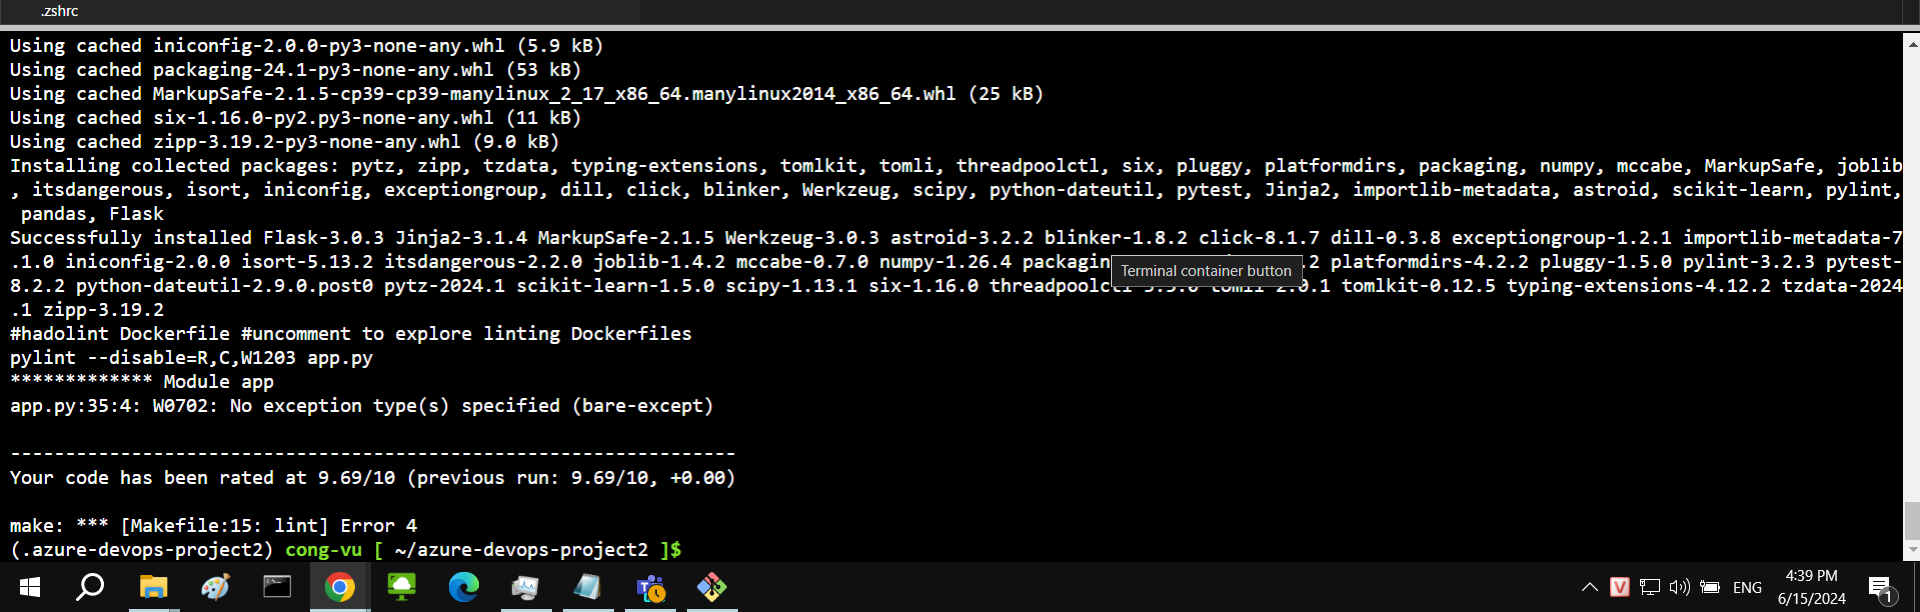 .zshrc
Using cached iniconfig-2.0.0-py3-none-any.whl (5.9 kB)
Using cached packaging-24.1-py3-none-any.whl (53 kB)
Using cached MarkupSafe-2.1.5-cp39-cp39-manylinux_2_17_x86_64.manylinux2014_x86_64.whl (25 kB)
Using cached six-1.16.0-py2.py3-none-any.whl (11 kB)
Using cached zipp-3.19.2-py3-none-any.whl (9.0 kB)
Installing collected packages: pytz, zipp, tzdata, typing-extensions, tomlkit, tomli, threadpoolctl, six, pluggy, platformdirs, packaging, numpy, mccabe, MarkupSafe, joblib
, itsdangerous, isort, iniconfig, exceptiongroup, dill, click, blinker, Werkzeug, scipy, python-dateutil, pytest, Jinja2, importlib-metadata, astroid, scikit-learn, pylint,
pandas, Flask
Successfully installed Flask-3.0.3 Jinja2-3.1.4 MarkupSafe-2.1.5 Werkzeug-3.0.3 astroid-3.2.2 blinker-1.8.2 click-8.1.7 dill-0.3.8 exceptiongroup-1.2.1 importlib-metadata-7
.1.0 iniconfig-2.0.0 isort-5.13.2 itsdangerous-2.2.0 joblib-1.4.2 mccabe-0.7.0 numpy-1.26.4 packagin .2 platformdirs-4.2.2 pluggy-1.5.0 pylint-3.2.3 pytest-
Terminal container button
8.2.2 python-dateutil-2.9.0.post0 pytz-2024.1 scikit-learn-1.5.0 scipy-1.13.1 six-1.16.0 threadpoolctl-3.5.0 tomli-2.0.1 tomlkit-0.12.5 typing-extensions-4.12.2 tzdata-2024
.1 zipp-3.19.2
#hadolint Dockerfile #uncomment to explore linting Dockerfiles
pylint --disable=R,C,W1203 app.py
************* Module app
app.py:35:4: W0702: No exception type(s) specified (bare-except)
------------------------------------------------------------------
Your code has been rated at 9.69/10 (previous run: 9.69/10, +0.00)
make: *** [Makefile:15: lint] Error 4
(.azure-devops-project2) cong-vu [ ~/azure-devops-project2 ]$
ENG
4:39 PM
6/15/2024
1